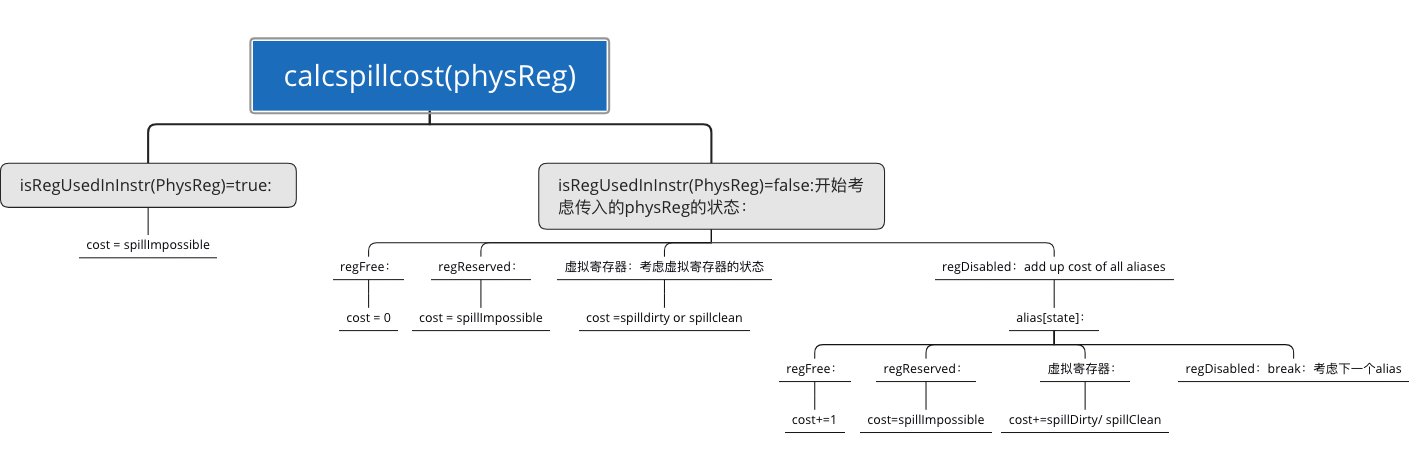 calcspillcost(physReg)
isRegUsedInInstr(PhysReg)=true:
isRegUsedInInstr(PhysReg)=false:开始考
虑传入的physReg的状态：
cost = spillImpossible
regFree：
regReserved：
虚拟寄存器：考虑虚拟寄存器的状态
regDisabled：add up cost of all aliases
cost = 0
cost = spillImpossible
cost =spilldirty or spillclean
alias[state]：
regFree：
regReserved：
虚拟寄存器：
regDisabled：break：考虑下一个alias
cost+=1
cost=spillImpossible
cost+=spillDirty/ spillClean